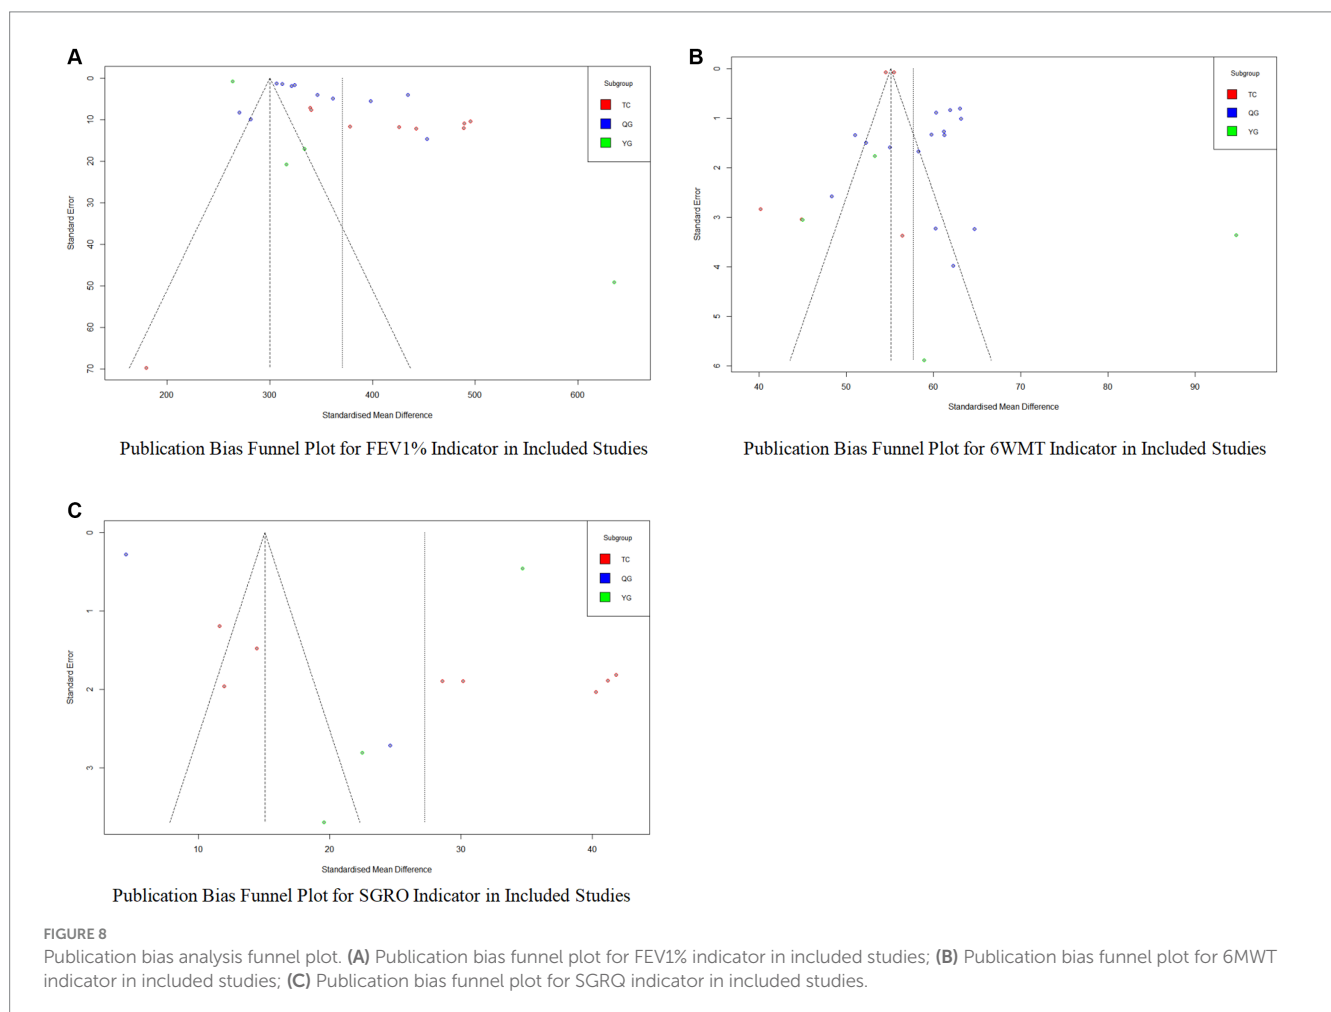 A
0
10
20
30
40
50
60
70
Standard Error
200
300
400
500
600
Standardised Mean Difference
Subgroup
TC
QG
YG
Publication Bias Funnel Plot for FEV1% Indicator in Included Studies
B
0
1
2
3
4
5
6
Standard Error
40
50
60
70
80
90
Standardised Mean Difference
Subgroup
TC
QG
YG
Publication Bias Funnel Plot for 6WMT Indicator in Included Studies
C
0
1
2
3
Standard Error
10
20
30
40
Standardised Mean Difference
Subgroup
TC
QG
YG
Publication Bias Funnel Plot for SGRO Indicator in Included Studies
FIGURE 8
Publication bias analysis funnel plot. (A) Publication bias funnel plot for FEV1% indicator in included studies; (B) Publication bias funnel plot for 6MWT
indicator in included studies; (C) Publication bias funnel plot for SGRQ indicator in included studies.